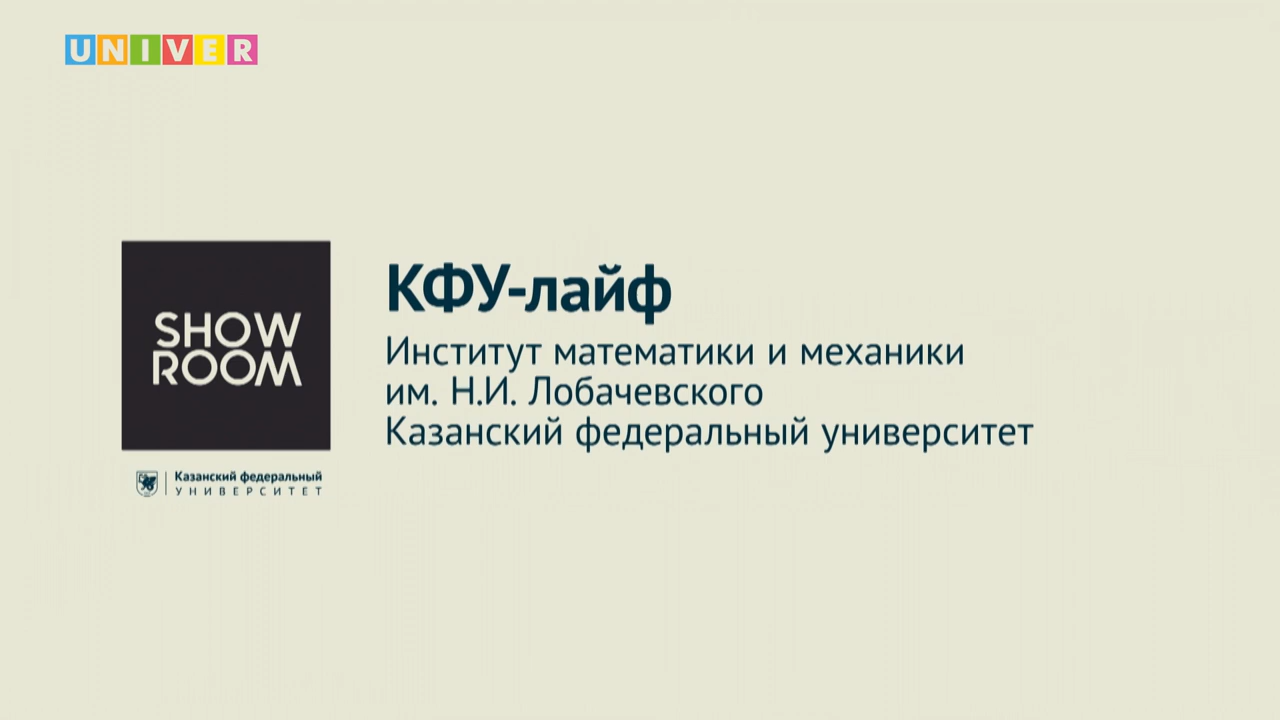 UNIVER
SHOW
ROOM
КФУ-лайф
Институт математики и механики
им. Н.И. Лобачевского
Казанский федеральный университет
Казанский федеральный
УНИВЕРСИТЕТ